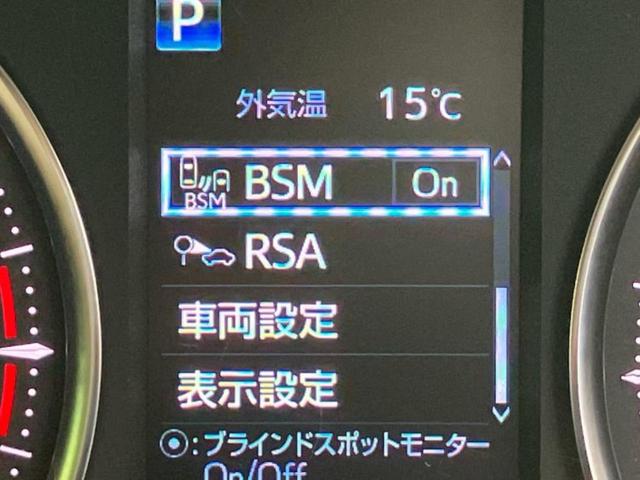 P
外気温 15℃
BSM BSM On
RSA
車両設定
表示設定
⦿:ブラインドスポットモニター
On/Off